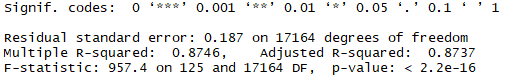 Signif. codes:  0 ‘***’ 0.001 ‘**’ 0.01 ‘*’ 0.05 ‘.’ 0.1 ‘ ’ 1
Residual standard error: 0.187 on 17164 degrees of freedom
Multiple R-squared:  0.8746,    Adjusted R-squared:  0.8737
F-statistic: 957.4 on 125 and 17164 DF,  p-value: < 2.2e-16